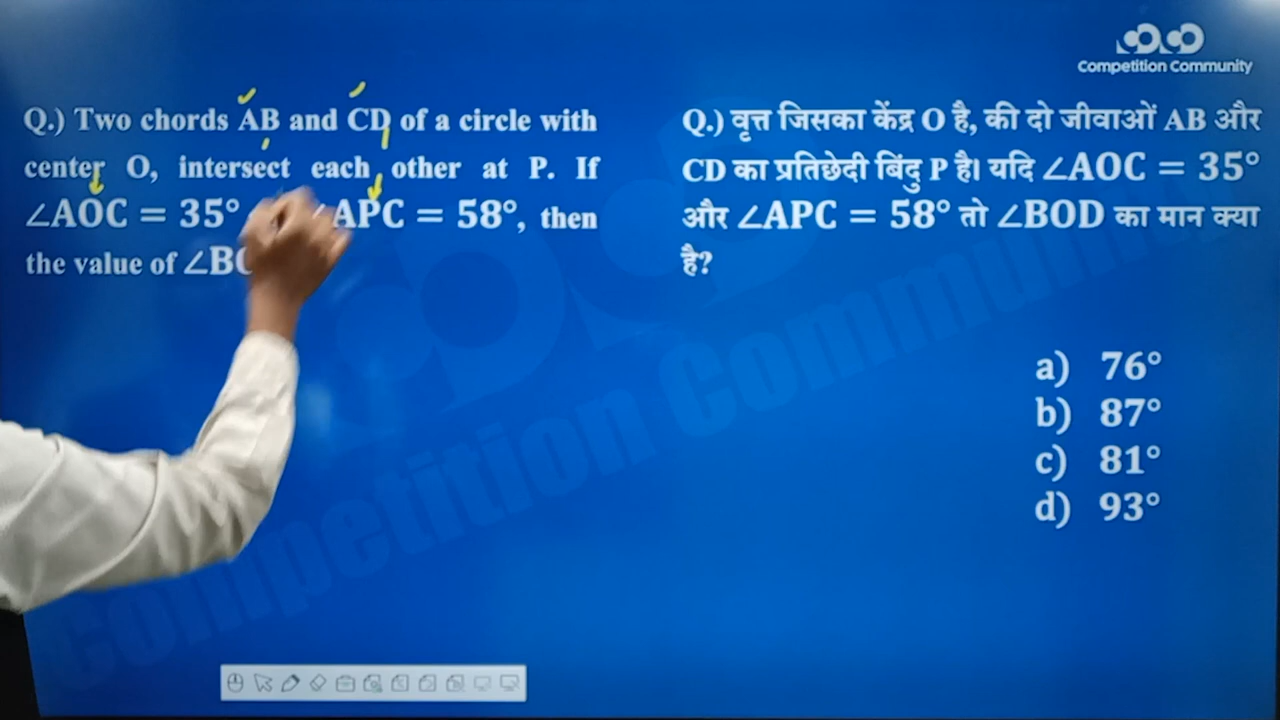 Competition Community
Q.) Two chords AB and CD of a circle with
center O, intersect each other at P. If
∠AOC = 35° ∠APC = 58°, then
the value of
Q.) वृत्त जिसका केंद्र O है, की दो जीवाओं AB और
CD का प्रतिछेदी बिंदु P है। यदि ∠AOC = 35°
और ∠APC = 58° तो ∠BOD का मान क्या
है?
a) 76°
b) 87°
c) 81°
d) 93°
Competition Community